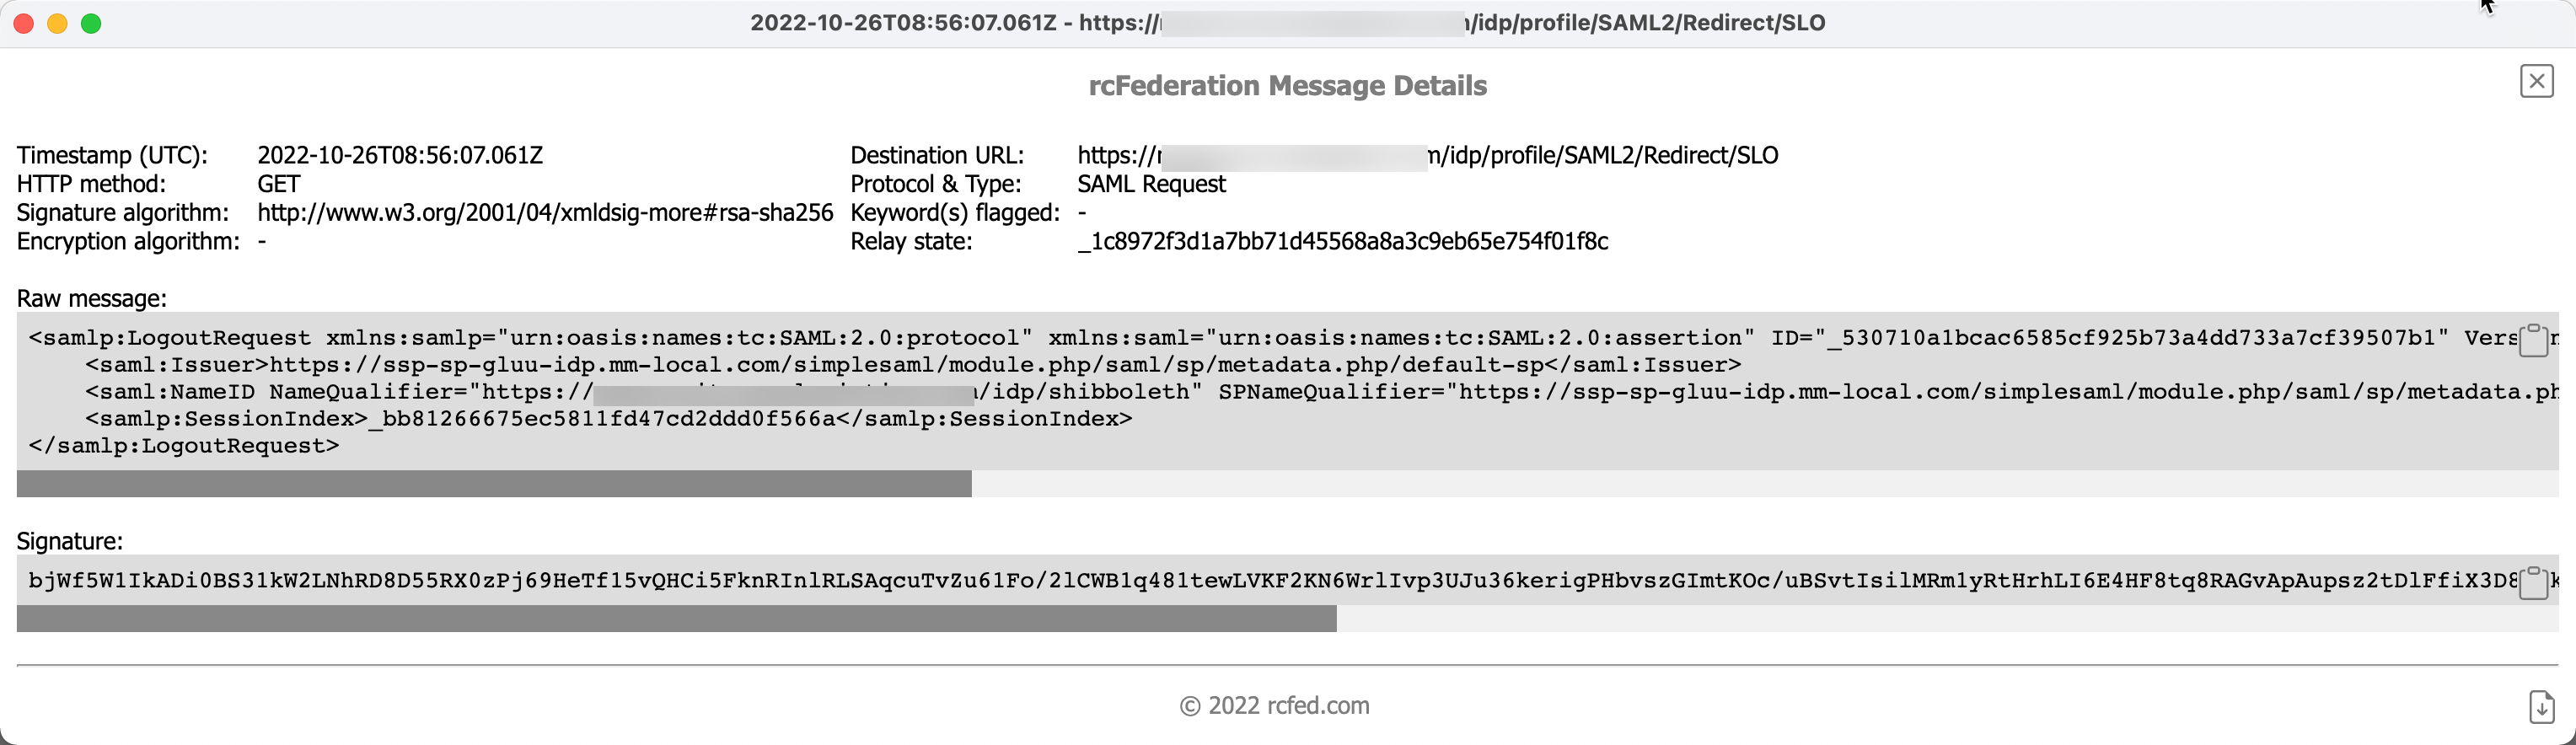 2022-10-26T08:56:07.061Z - https:// /idp/profile/SAML2/Redirect/SLO
rcFederation Message Details
Timestamp (UTC): 2022-10-26T08:56:07.061Z Destination URL: https:// m/idp/profile/SAML2/Redirect/SLO
HTTP method: GET Protocol & Type: SAML Request
Signature algorithm: http://www.w3.org/2001/04/xmldsig-more#rsa-sha256 Keyword(s) flagged: -
Encryption algorithm: - Relay state: _1c8972f3d1a7bb71d45568a8a3c9eb65e754f01f8c
Raw message:
<samlp:LogoutRequest xmlns:samlp="urn:oasis:names:tc:SAML:2.0:protocol" xmlns:saml="urn:oasis:names:tc:SAML:2.0:assertion" ID="_530710a1bcac6585cf925b73a4dd733a7cf39507b1" Vers
<saml:Issuer>https://ssp-sp-gluu-idp.mm-local.com/simplesaml/module.php/saml/sp/metadata.php/default-sp</saml:Issuer>
<saml:NameID NameQualifier="https:// /idp/shibboleth" SPNameQualifier="https://ssp-sp-gluu-idp.mm-local.com/simplesaml/module.php/saml/sp/metadata.ph
<samlp:SessionIndex>_bb81266675ec5811fd47cd2ddd0f566a</samlp:SessionIndex>
</samlp:LogoutRequest>
Signature:
bjWf5W1IkADi0BS31kW2LNhRD8D55RX0zPj69HeTf15vQHCi5FknRInlRLSAqcuTvZu61Fo/2lCWB1q481tewLVKF2KN6WrlIvp3UJu36kerigPHbvszGImtKOc/uBSvtIsilMRm1yRtHrhLI6E4HF8tq8RAGvApAupsz2tDlFfiX3D8
© 2022 rcfed.com